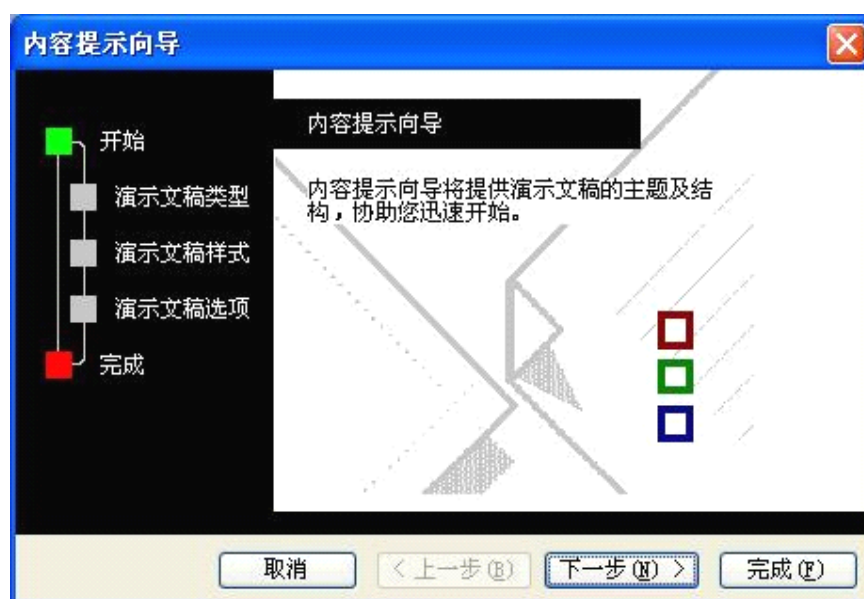 内容提示向导
内容提示向导
开始
演示文稿类型
演示文稿样式
演示文稿选项
完成
内容提示向导将提供演示文稿的主题及结
构，协助您迅速开始。
取消
< 上一步(B)
下一步(N) >
完成(F)